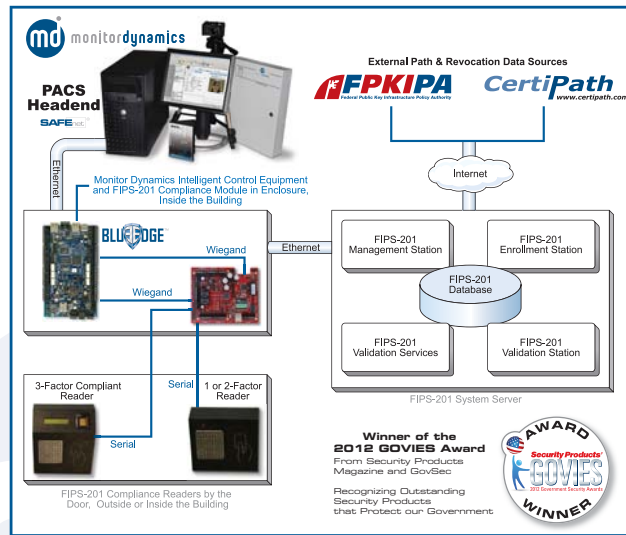 md monitordynamics
PACS
Headend
SAFEnet
External Path & Revocation Data Sources
FPKIPA
Federal Public Key Infrastructure Policy Authority
CertiPath
www.certipath.com
Internet
Ethernet
Monitor Dynamics Intelligent Control Equipment
and FIPS-201 Compliance Module in Enclosure,
Inside the Building
BLUEDGE™
Wiegand
Wiegand
Ethernet
FIPS-201
Management Station
FIPS-201
Enrollment Station
FIPS-201
Database
FIPS-201
Validation Services
FIPS-201
Validation Station
FIPS-201 System Server
3-Factor Compliant
Reader
Serial
1 or 2-Factor
Reader
Serial
FIPS-201 Compliance Readers by the
Door, Outside or Inside the Building
Winner of the
2012 GOVIES Award
From Security Products
Magazine and GovSec
Recognizing Outstanding
Security Products
that Protect our Government
AWARD
Security Products'
GOVIES
2012 Government Security Awards
WINNER